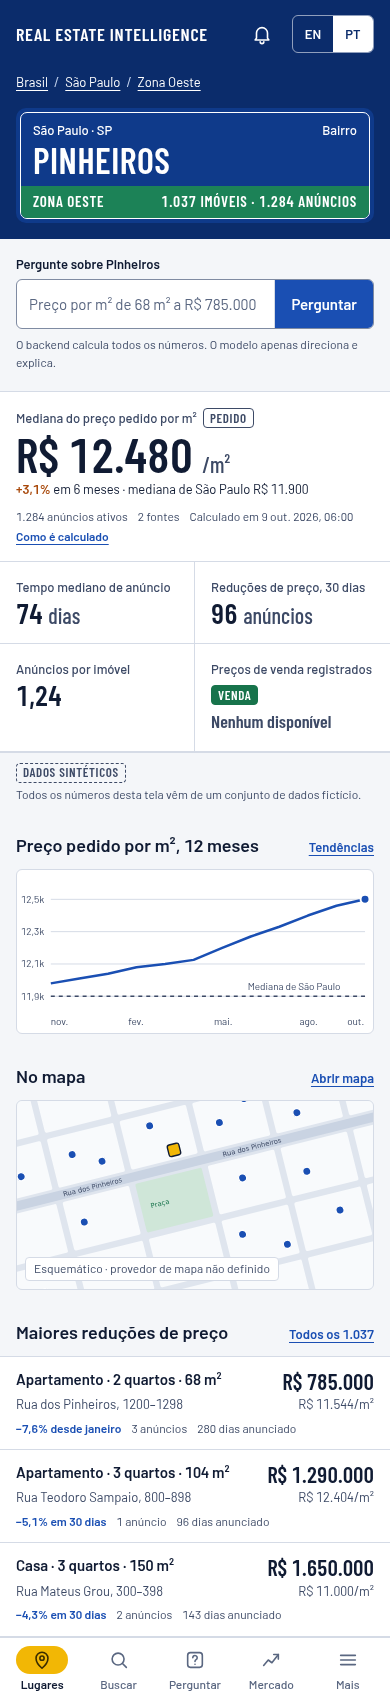 REAL ESTATE INTELLIGENCE
EN PT
Brasil / São Paulo / Zona Oeste
São Paulo · SP Bairro
PINHEIROS
ZONA OESTE 1.037 IMÓVEIS · 1.284 ANÚNCIOS
Pergunte sobre Pinheiros
Preço por m² de 68 m² a R$ 785.000 Perguntar
O backend calcula todos os números. O modelo apenas direciona e
explica.
Mediana do preço pedido por m² PEDIDO
R$ 12.480 /m²
+3,1% em 6 meses · mediana de São Paulo R$ 11.900
1.284 anúncios ativos 2 fontes Calculado em 9 out. 2026, 06:00
Como é calculado
Tempo mediano de anúncio
74 dias
Reduções de preço, 30 dias
96 anúncios
Anúncios por imóvel
1,24
Preços de venda registrados
VENDA
Nenhum disponível
DADOS SINTÉTICOS
Todos os números desta tela vêm de um conjunto de dados fictício.
Preço pedido por m², 12 meses Tendências
12,5k
12,3k
12,1k
Mediana de São Paulo
11,9k
nov. fev. mai. ago. out.
No mapa Abrir mapa
Rua dos Pinheiros
Rua dos Pinheiros
Praça
Esquemático · provedor de mapa não definido
Maiores reduções de preço Todos os 1.037
Apartamento · 2 quartos · 68 m² R$ 785.000
Rua dos Pinheiros, 1200–1298 R$ 11.544/m²
−7,6% desde janeiro 3 anúncios 280 dias anunciado
Apartamento · 3 quartos · 104 m² R$ 1.290.000
Rua Teodoro Sampaio, 800–898 R$ 12.404/m²
−5,1% em 30 dias 1 anúncio 96 dias anunciado
Casa · 3 quartos · 150 m² R$ 1.650.000
Rua Mateus Grou, 300–398 R$ 11.000/m²
−4,3% em 30 dias 2 anúncios 143 dias anunciado
Lugares Buscar Perguntar Mercado Mais